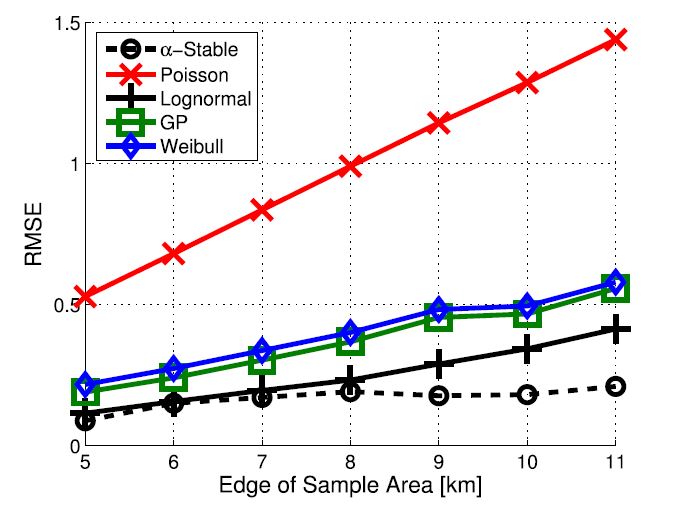 1.5
1
0.5
0
RMSE
α−Stable
Poisson
Lognormal
GP
Weibull
5 6 7 8 9 10 11
Edge of Sample Area [km]